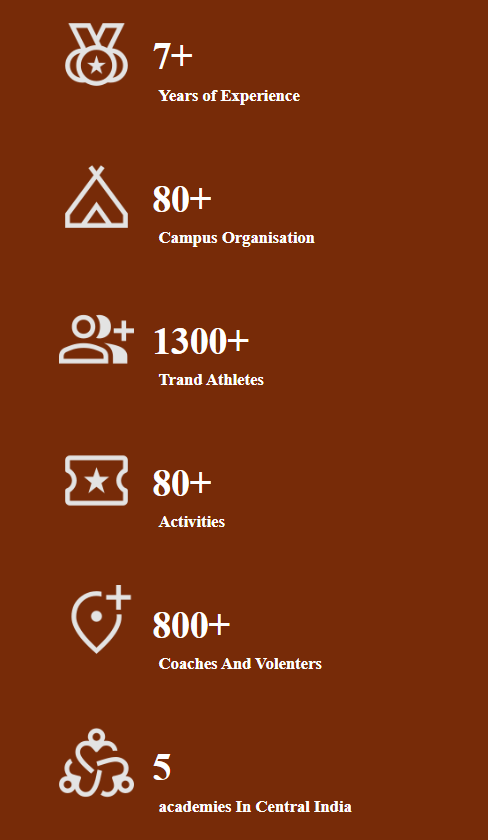 7+
Years of Experience
80+
Campus Organisation
1300+
Trand Athletes
80+
Activities
800+
Coaches And Volenters
5
academies In Central India